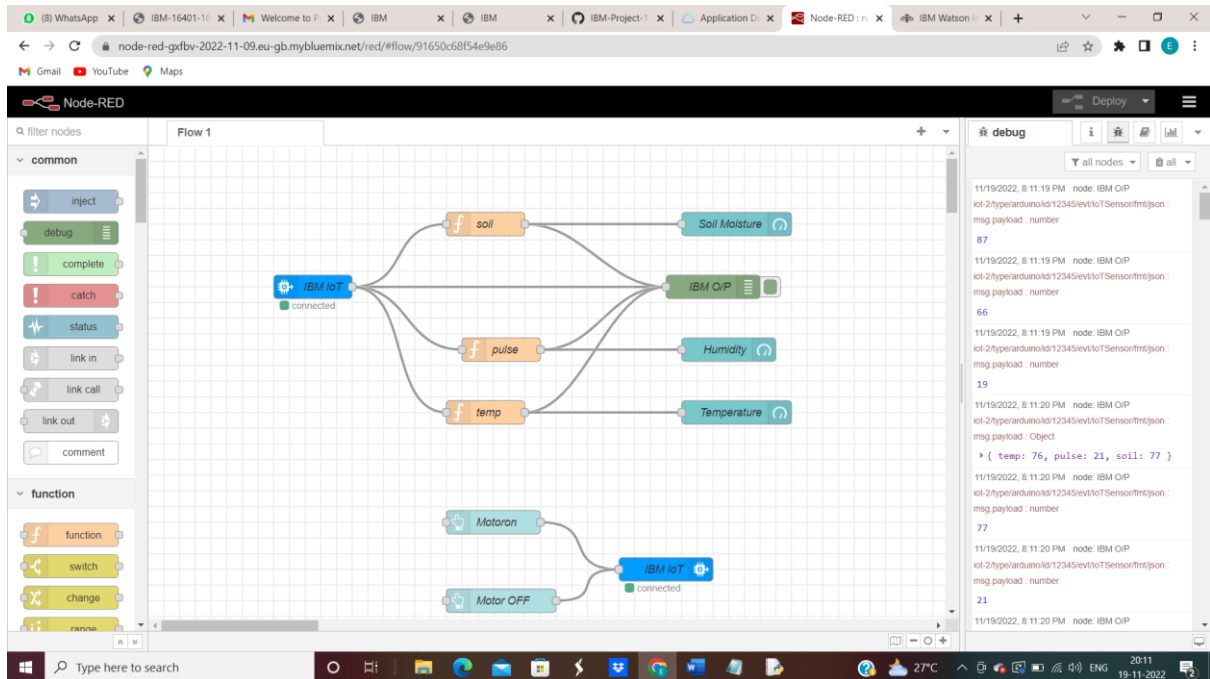 (8) WhatsApp
IBM-16401-16
Welcome to P
IBM
IBM
IBM-Project-1
Application De
Node-RED : n
IBM Watson I
node-red-gxfbv-2022-11-09.eu-gb.mybluemix.net/red/#flow/91650c68f54e9e86
E
Gmail
YouTube
Maps
Node-RED
Deploy
filter nodes
Flow 1
debug
i
all nodes
all
common
inject
debug
complete
catch
status
link in
link call
link out
comment
function
function
switch
change
range
soil
Soil Moisture
IBM IoT
connected
IBM O/P
pulse
Humidity
temp
Temperature
Motoron
IBM IoT
connected
Motor OFF
11/19/2022, 8:11:19 PM node: IBM O/P
iot-2/type/arduino/id/12345/evt/IoTSensor/fmt/json :
msg.payload : number
87
11/19/2022, 8:11:19 PM node: IBM O/P
iot-2/type/arduino/id/12345/evt/IoTSensor/fmt/json :
msg.payload : number
66
11/19/2022, 8:11:19 PM node: IBM O/P
iot-2/type/arduino/id/12345/evt/IoTSensor/fmt/json :
msg.payload : number
19
11/19/2022, 8:11:20 PM node: IBM O/P
iot-2/type/arduino/id/12345/evt/IoTSensor/fmt/json :
msg.payload : Object
{ temp: 76, pulse: 21, soil: 77 }
11/19/2022, 8:11:20 PM node: IBM O/P
iot-2/type/arduino/id/12345/evt/IoTSensor/fmt/json :
msg.payload : number
77
11/19/2022, 8:11:20 PM node: IBM O/P
iot-2/type/arduino/id/12345/evt/IoTSensor/fmt/json :
msg.payload : number
21
11/19/2022, 8:11:20 PM node: IBM O/P
Type here to search
27°C
ENG
20:11
19-11-2022
2